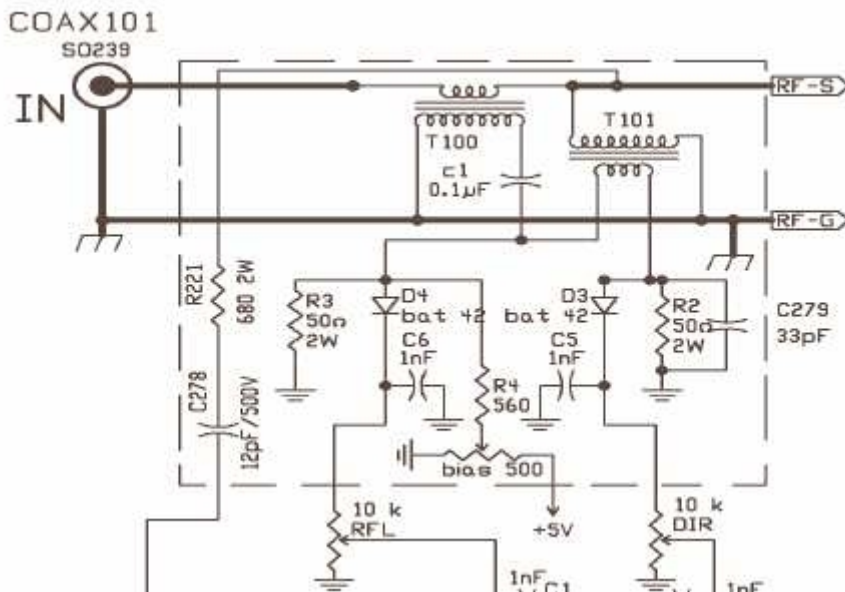 COAX101
SO239
IN
RF-S
T101
T100
c1
0.1µF
RF-G
R221
680 2W
R3
50Ω
2W
D4
bat 42
D3
bat 42
R2
50Ω
2W
C279
33pF
C6
1nF
C5
1nF
C278
12pF/500V
R4
560
bias 500
+5V
10 k
RFL
10 k
DIR
1nF
C1
1nF